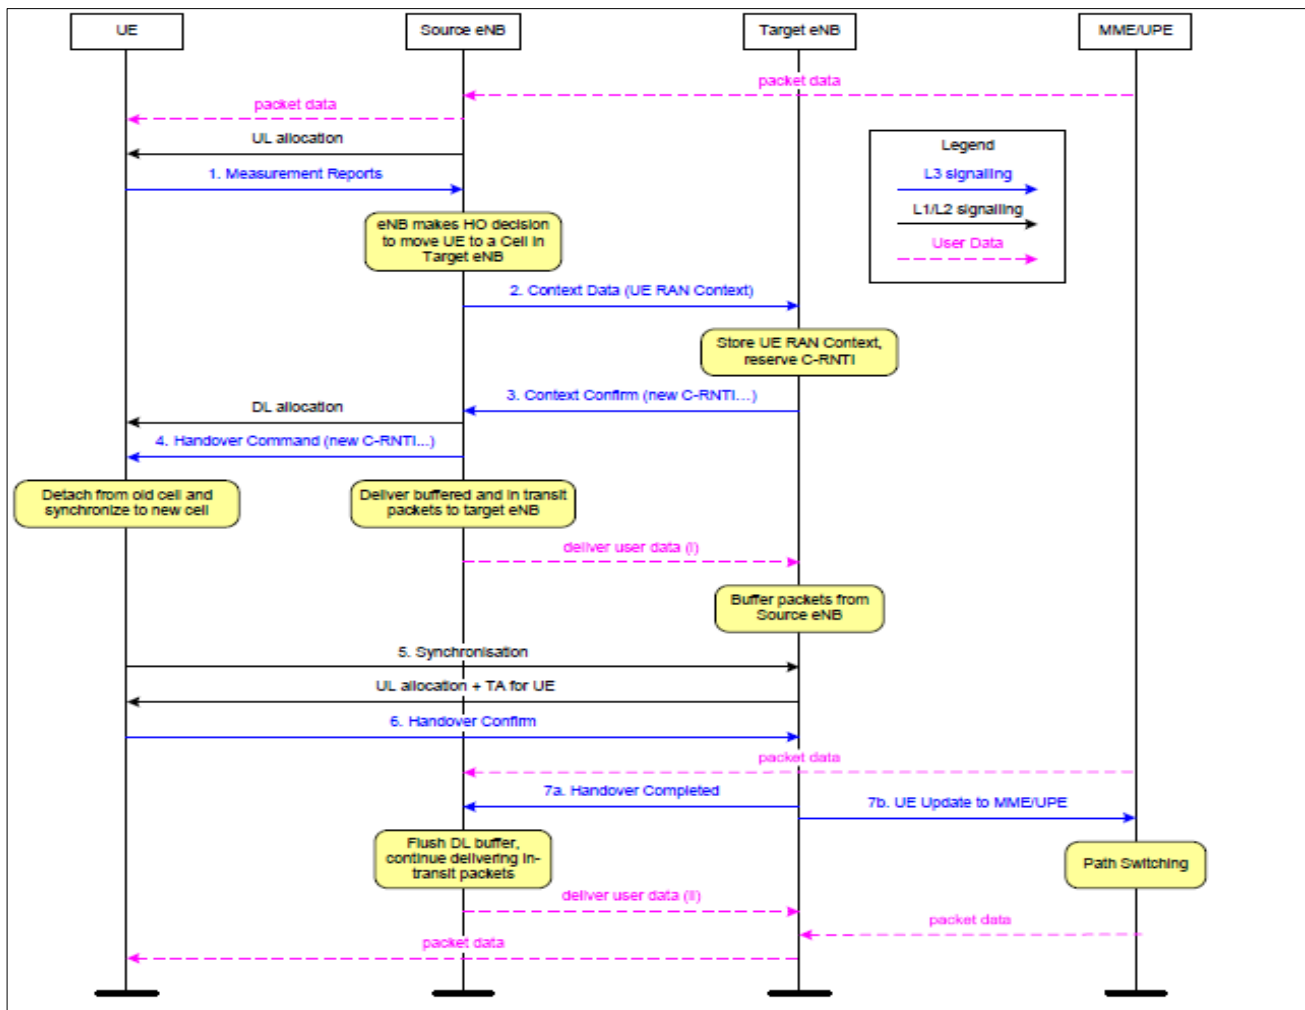 UE
Source eNB
Target eNB
MME/UPE
packet data
packet data
UL allocation
Legend
L3 signalling
L1/L2 signalling
User Data
1. Measurement Reports
eNB makes HO decision
to move UE to a Cell in
Target eNB
2. Context Data (UE RAN Context)
Store UE RAN Context,
reserve C-RNTI
3. Context Confirm (new C-RNTI...)
DL allocation
4. Handover Command (new C-RNTI...)
Detach from old cell and
synchronize to new cell
Deliver buffered and in transit
packets to target eNB
deliver user data (i)
Buffer packets from
Source eNB
5. Synchronisation
UL allocation + TA for UE
6. Handover Confirm
packet data
7a. Handover Completed
7b. UE Update to MME/UPE
Flush DL buffer,
continue delivering in-
transit packets
Path Switching
deliver user data (ii)
packet data
packet data